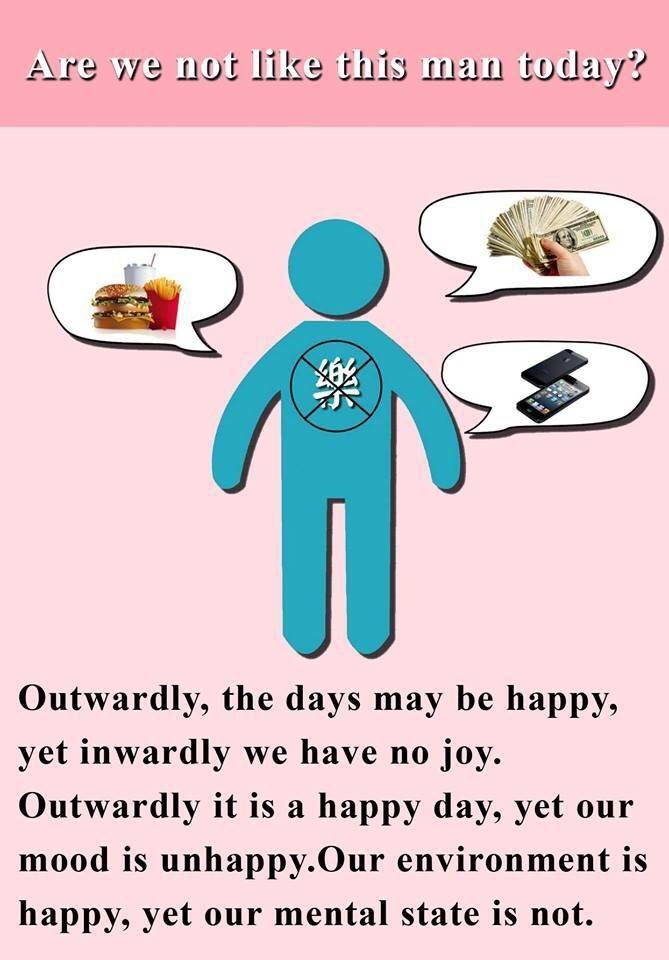 Are we not like this man today?
樂
Outwardly, the days may be happy,
yet inwardly we have no joy.
Outwardly it is a happy day, yet our
mood is unhappy.Our environment is
happy, yet our mental state is not.